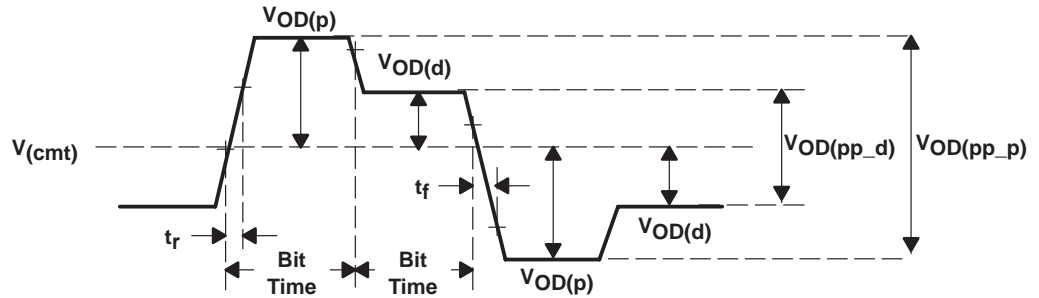 VOD(p)
VOD(d)
V(cmt)
VOD(pp_d)
VOD(pp_p)
tf
tr
VOD(d)
Bit
Time
Bit
Time
VOD(p)